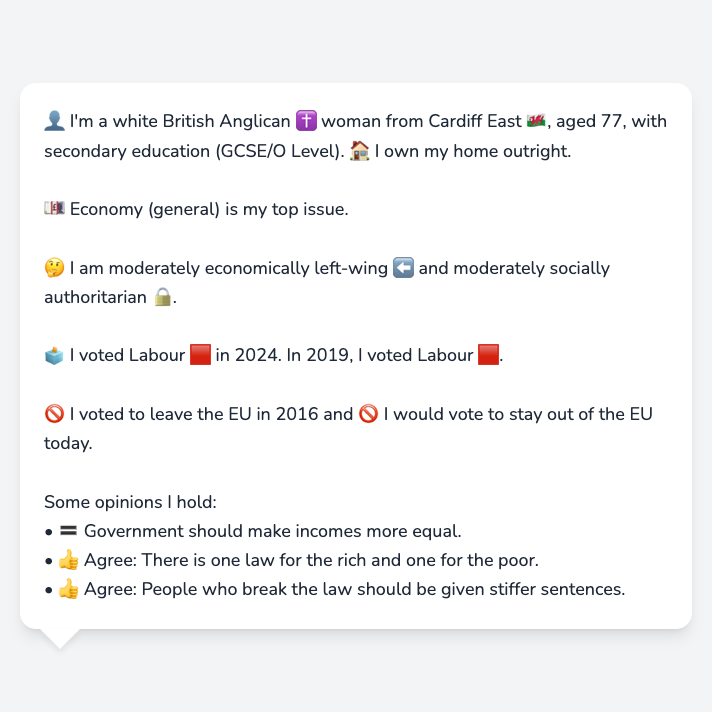 👤 I'm a white British Anglican ✝️ woman from Cardiff East 🏴󠁧󠁢󠁷󠁬󠁳󠁿, aged 77, with
secondary education (GCSE/O Level). 🏠 I own my home outright.
💷 Economy (general) is my top issue.
🤔 I am moderately economically left-wing ⬅️ and moderately socially
authoritarian 🔒.
🗳️ I voted Labour 🟥 in 2024. In 2019, I voted Labour 🟥.
🚫 I voted to leave the EU in 2016 and 🚫 I would vote to stay out of the EU
today.
Some opinions I hold:
• 🟰 Government should make incomes more equal.
• 👍 Agree: There is one law for the rich and one for the poor.
• 👍 Agree: People who break the law should be given stiffer sentences.